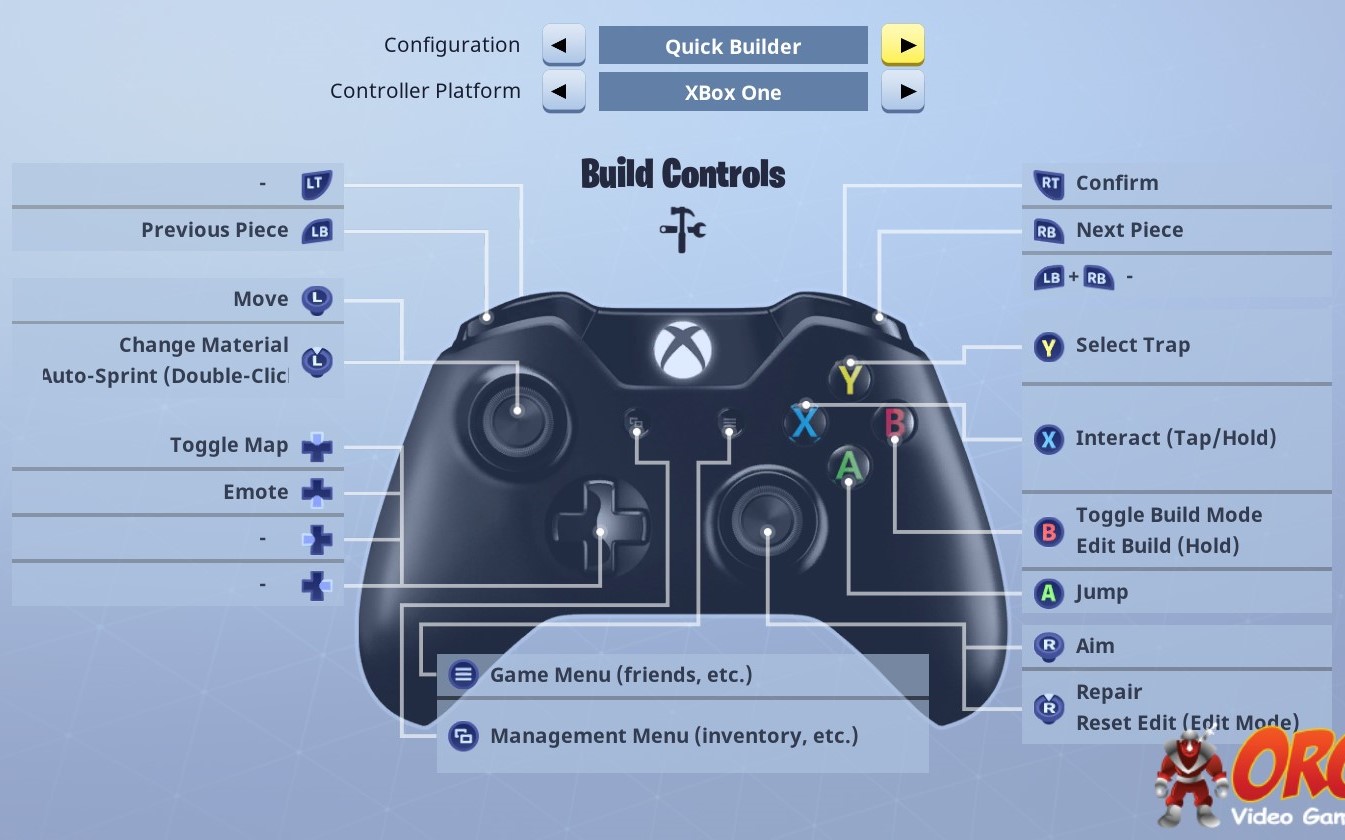 Configuration ◀ Quick Builder ▶
Controller Platform ◀ XBox One ▶
Build Controls
- LT
Previous Piece LB
Move L
Change Material L
Auto-Sprint (Double-Clic
Toggle Map
Emote
-
-
RT Confirm
RB Next Piece
LB + RB -
Y Select Trap
X Interact (Tap/Hold)
B Toggle Build Mode
Edit Build (Hold)
A Jump
R Aim
R Repair
Reset Edit (Edit Mode)
Y
X B
A
Game Menu (friends, etc.)
Management Menu (inventory, etc.)
ORC
Video Gam